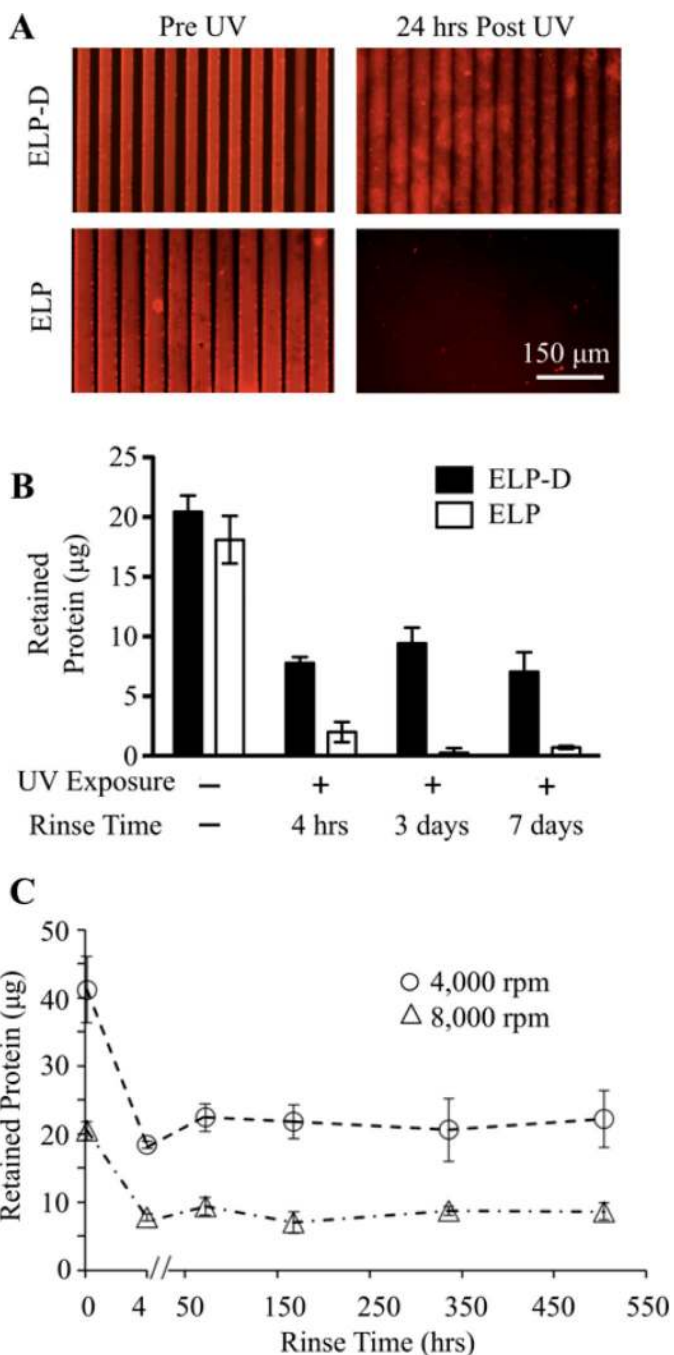 A
Pre UV
24 hrs Post UV
ELP-D
ELP
150 μm
B
25
20
15
10
5
0
Retained
Protein (μg)
ELP-D
ELP
UV Exposure – + + +
Rinse Time – 4 hrs 3 days 7 days
C
50
40
30
20
10
0
Retained Protein (μg)
4,000 rpm
8,000 rpm
0 4 50 150 250 350 450 550
Rinse Time (hrs)